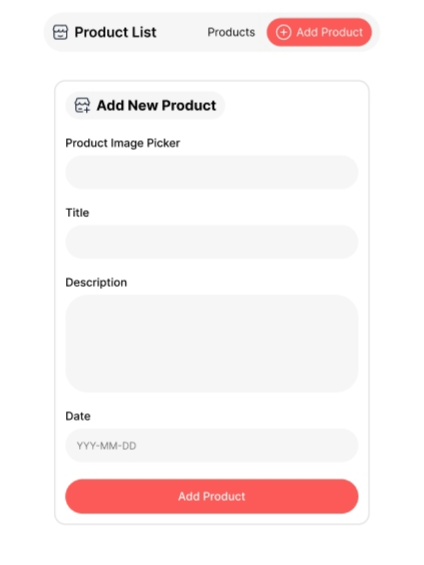 Product List
Products
Add Product
Add New Product
Product Image Picker
Title
Description
Date
YYY-MM-DD
Add Product